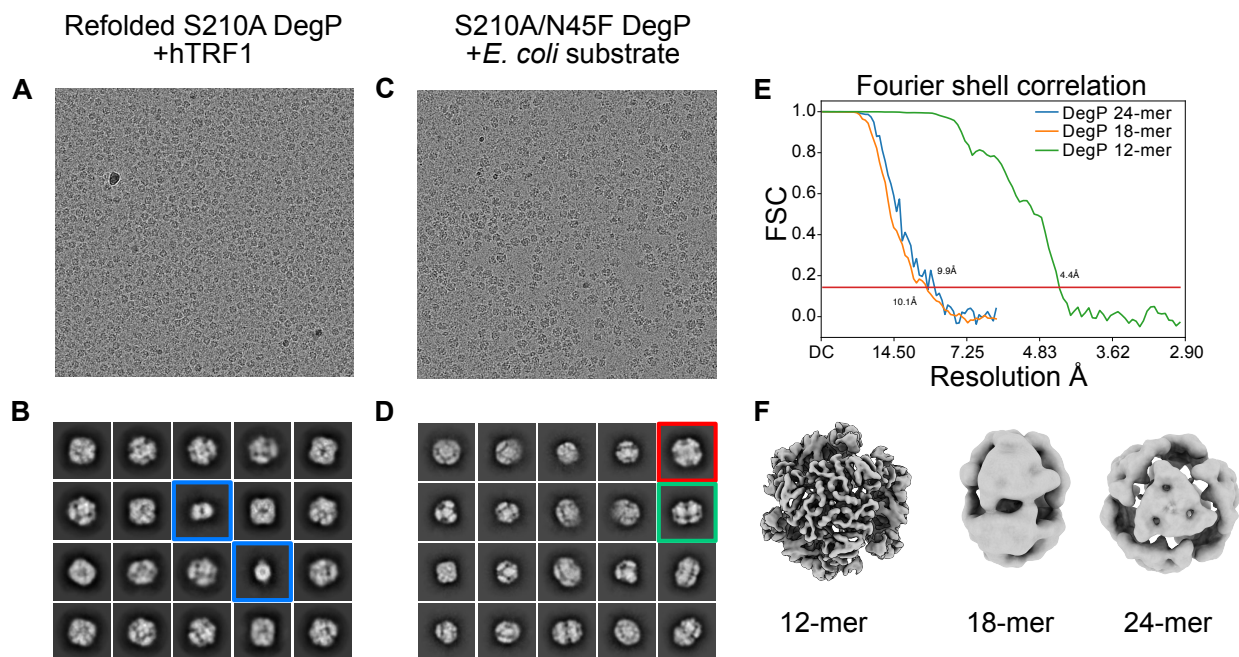 Refolded S210A DegP
+hTRF1
S210A/N45F DegP
+E. coli substrate
A
C
E
Fourier shell correlation
DegP 24-mer
DegP 18-mer
DegP 12-mer
FSC
1.0
0.8
0.6
0.4
0.2
0.0
9.9Å
10.1Å
4.4Å
DC
14.50
7.25
4.83
3.62
2.90
Resolution Å
B
D
F
12-mer
18-mer
24-mer